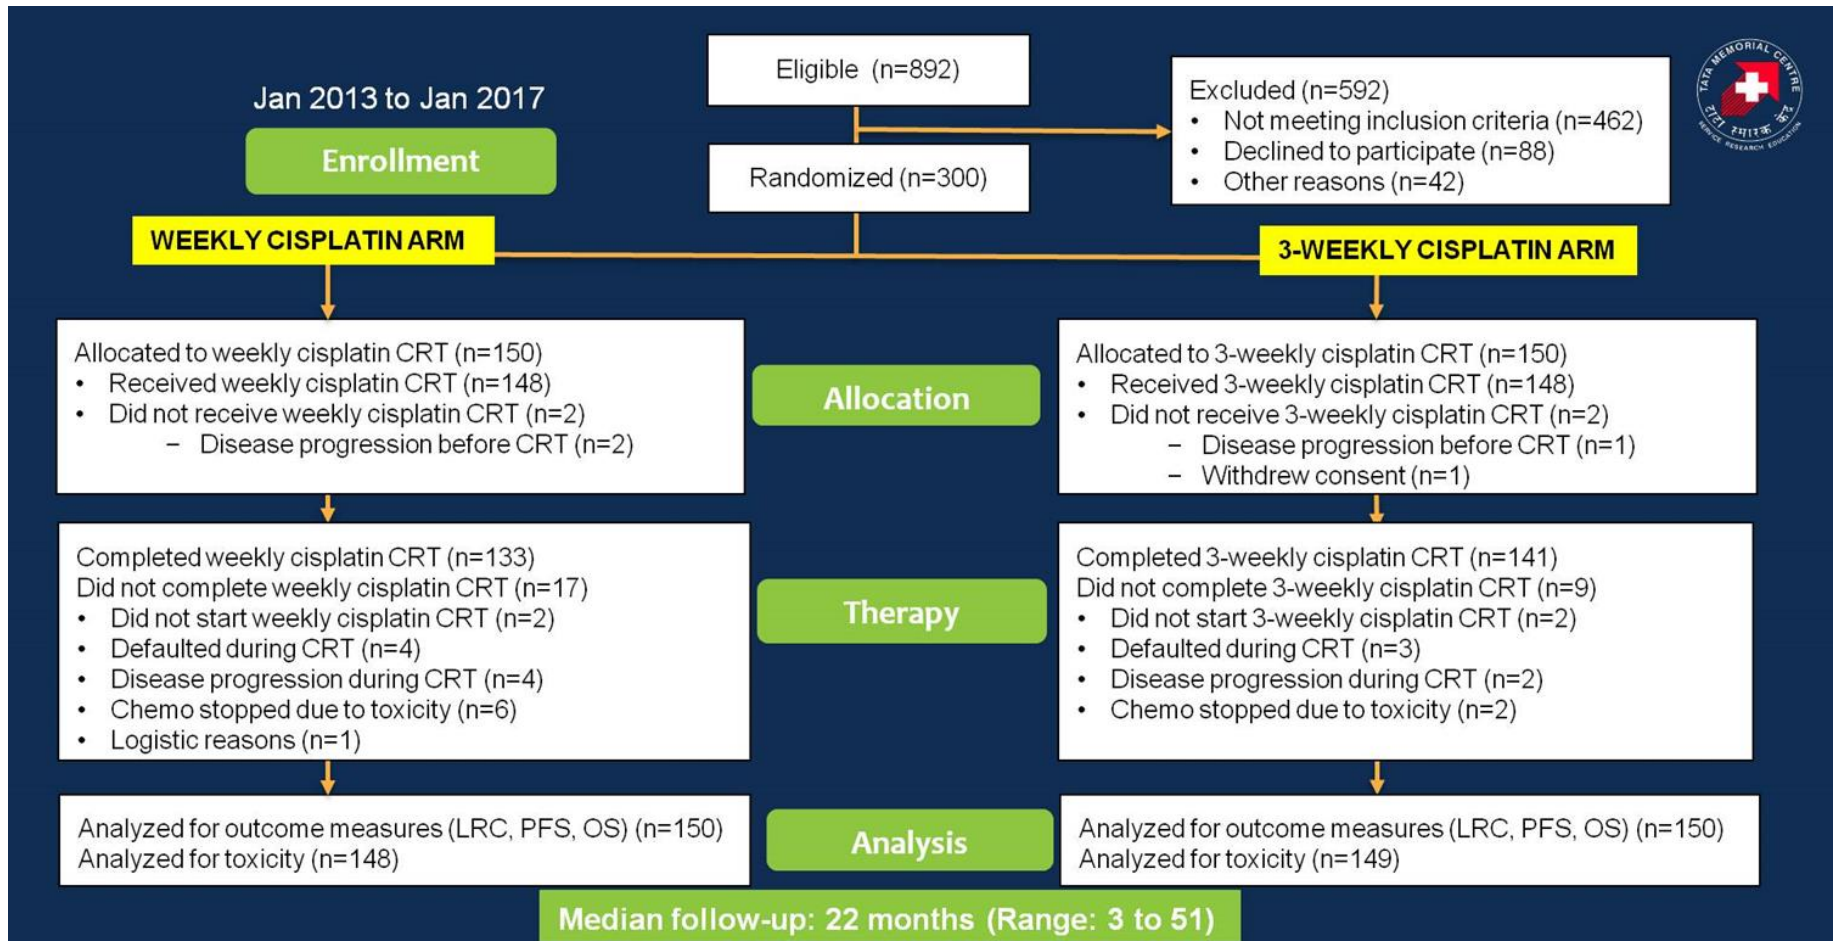 Eligible (n=892)
Jan 2013 to Jan 2017
Enrollment
Excluded (n=592)
• Not meeting inclusion criteria (n=462)
• Declined to participate (n=88)
• Other reasons (n=42)
TATA MEMORIAL CENTRE
टाटा स्मारक केंद्र
SERVICE RESEARCH EDUCATION
Randomized (n=300)
WEEKLY CISPLATIN ARM
3-WEEKLY CISPLATIN ARM
Allocated to weekly cisplatin CRT (n=150)
• Received weekly cisplatin CRT (n=148)
• Did not receive weekly cisplatin CRT (n=2)
– Disease progression before CRT (n=2)
Allocation
Allocated to 3-weekly cisplatin CRT (n=150)
• Received 3-weekly cisplatin CRT (n=148)
• Did not receive 3-weekly cisplatin CRT (n=2)
– Disease progression before CRT (n=1)
– Withdrew consent (n=1)
Completed weekly cisplatin CRT (n=133)
Did not complete weekly cisplatin CRT (n=17)
• Did not start weekly cisplatin CRT (n=2)
• Defaulted during CRT (n=4)
• Disease progression during CRT (n=4)
• Chemo stopped due to toxicity (n=6)
• Logistic reasons (n=1)
Therapy
Completed 3-weekly cisplatin CRT (n=141)
Did not complete 3-weekly cisplatin CRT (n=9)
• Did not start 3-weekly cisplatin CRT (n=2)
• Defaulted during CRT (n=3)
• Disease progression during CRT (n=2)
• Chemo stopped due to toxicity (n=2)
Analyzed for outcome measures (LRC, PFS, OS) (n=150)
Analyzed for toxicity (n=148)
Analysis
Analyzed for outcome measures (LRC, PFS, OS) (n=150)
Analyzed for toxicity (n=149)
Median follow-up: 22 months (Range: 3 to 51)